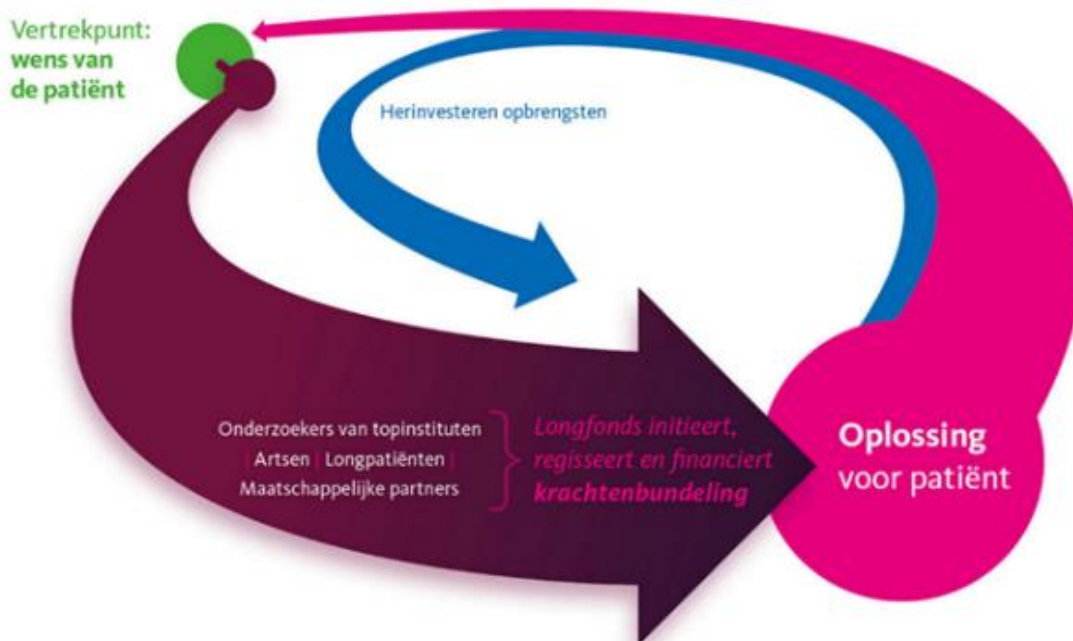 Vertrekpunt:
wens van
de patiënt
Herinvesteren opbrengsten
Onderzoekers van topinstituten
| Artsen | Longpatiënten |
Maatschappelijke partners
Longfonds initieert,
regisseert en financiert
krachtenbundeling
Oplossing
voor patiënt